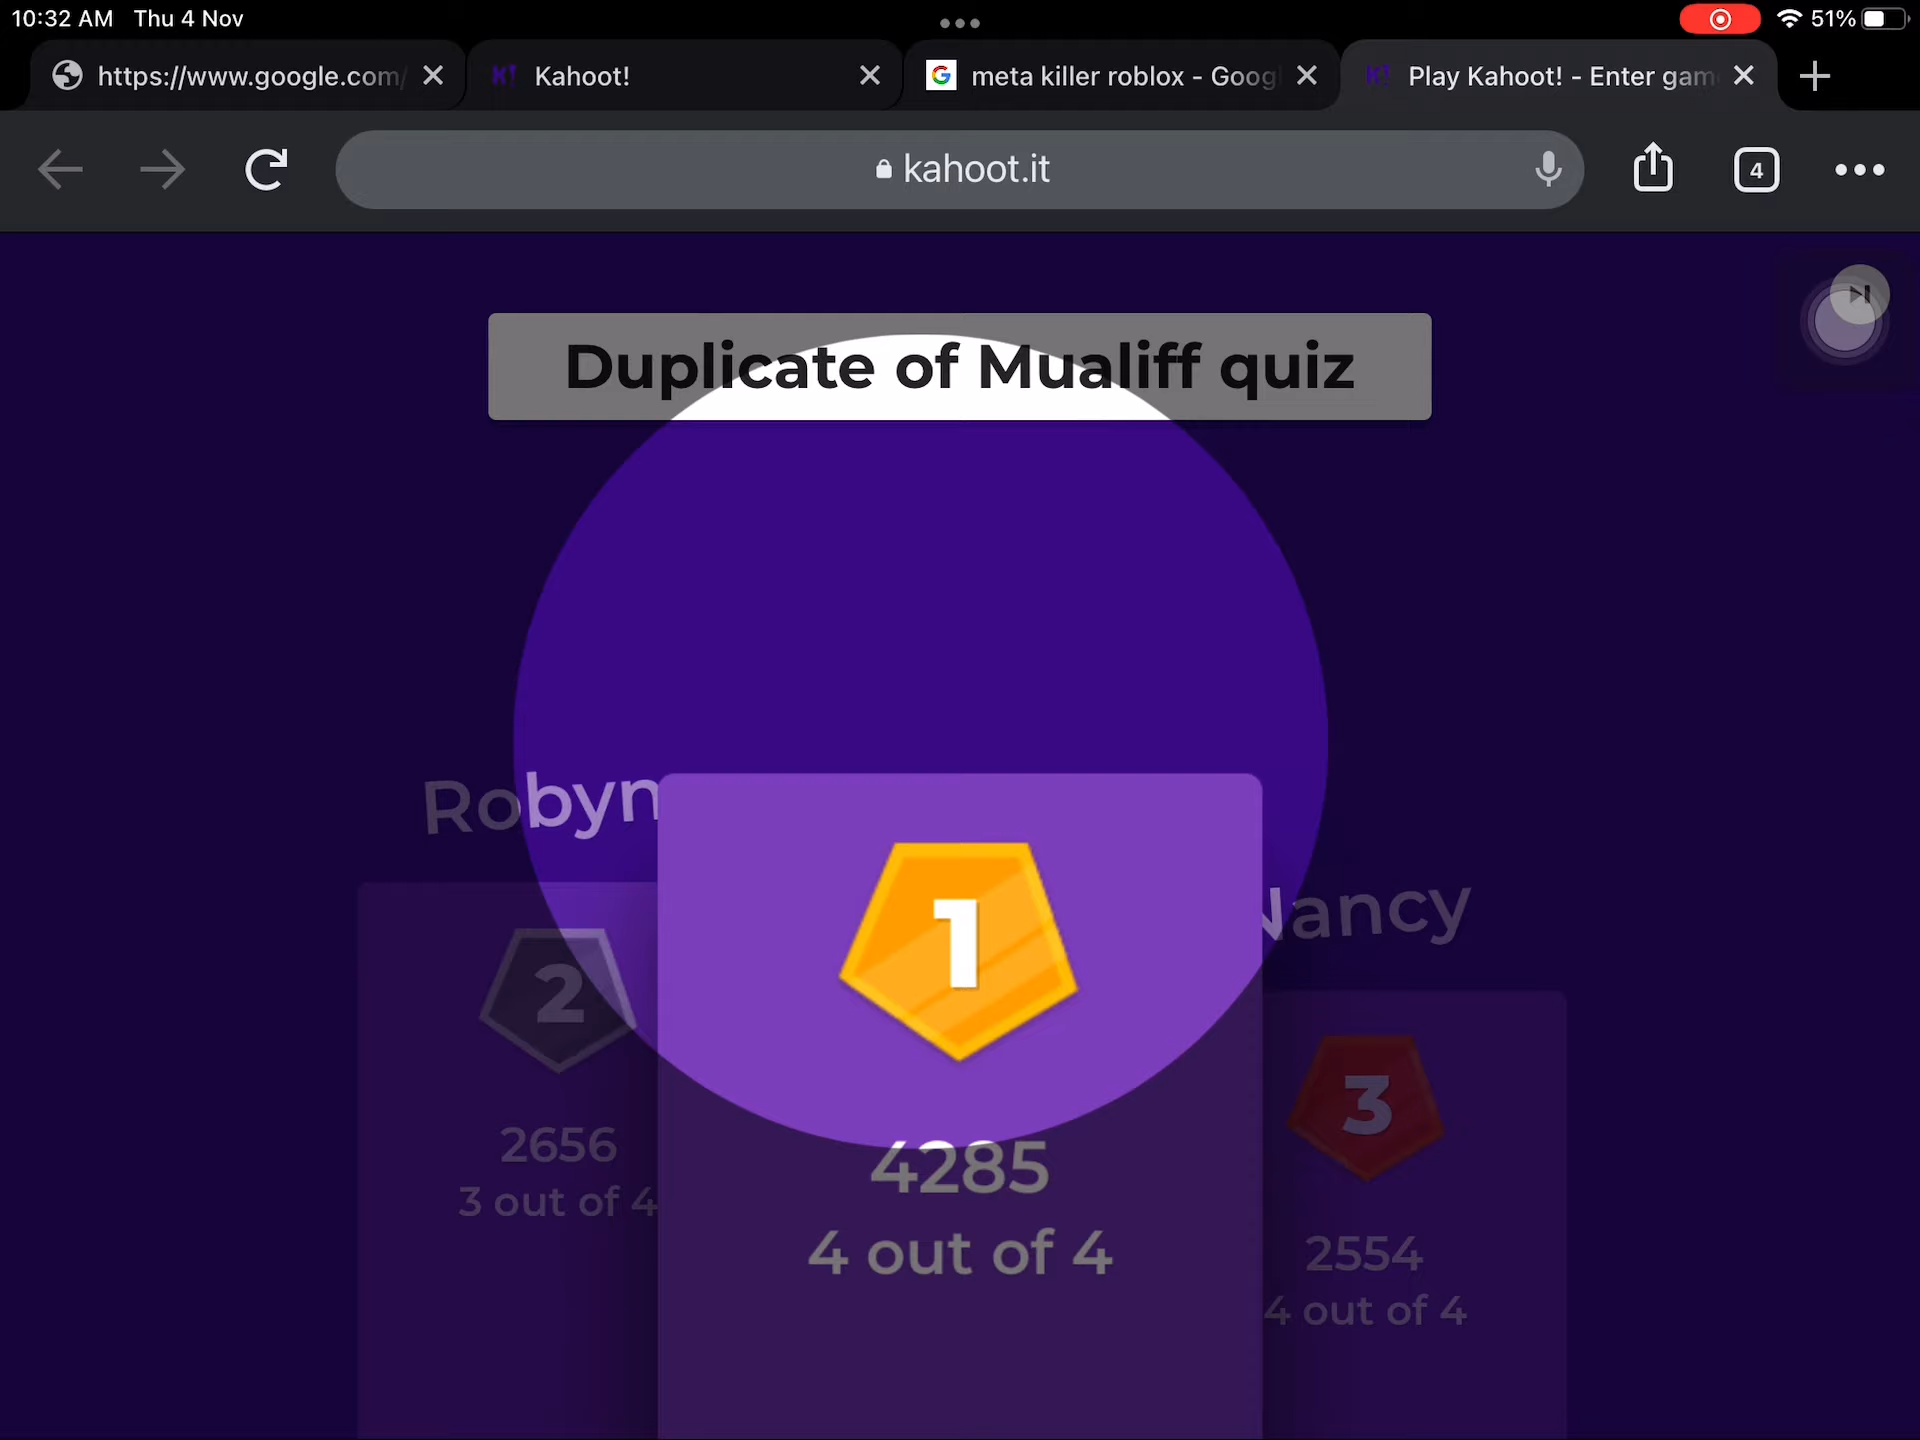 10:32 AM Thu 4 Nov
51%
https://www.google.com/
Kahoot!
meta killer roblox - Goog
Play Kahoot! - Enter gam
kahoot.it
4
Duplicate of Mualiff quiz
Robyn
Nancy
1
2
3
2656
3 out of 4
4285
4 out of 4
2554
4 out of 4